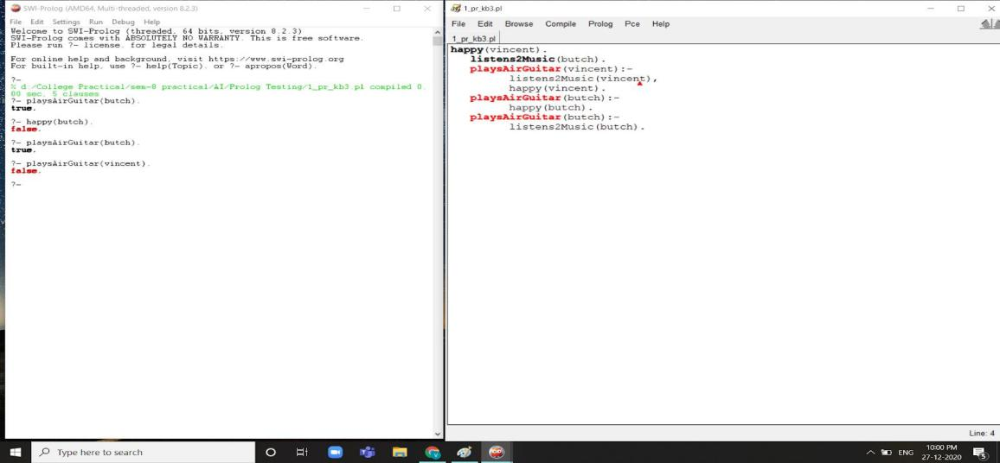 SWI-Prolog (AMD64, Multi-threaded, version 8.2.3)
File Edit Settings Run Debug Help
Welcome to SWI-Prolog (threaded, 64 bits, version 8.2.3)
SWI-Prolog comes with ABSOLUTELY NO WARRANTY. This is free software.
Please run ?- license. for legal details.
For online help and background, visit https://www.swi-prolog.org
For built-in help, use ?- help(Topic). or ?- apropos(Word).
?-
% d:/College Practical/sem-8 practical/AI/Prolog Testing/1_pr_kb3.pl compiled 0.
00 sec, 5 clauses
?- playsAirGuitar(butch).
true.
?- happy(butch).
false.
?- playsAirGuitar(butch).
true.
?- playsAirGuitar(vincent).
false.
?-
1_pr_kb3.pl
File Edit Browse Compile Prolog Pce Help
1_pr_kb3.pl
happy(vincent).
listens2Music(butch).
playsAirGuitar(vincent):-
listens2Music(vincent),
happy(vincent).
playsAirGuitar(butch):-
happy(butch).
playsAirGuitar(butch):-
listens2Music(butch).
Line: 4
Type here to search
ENG
10:00 PM
27-12-2020
5